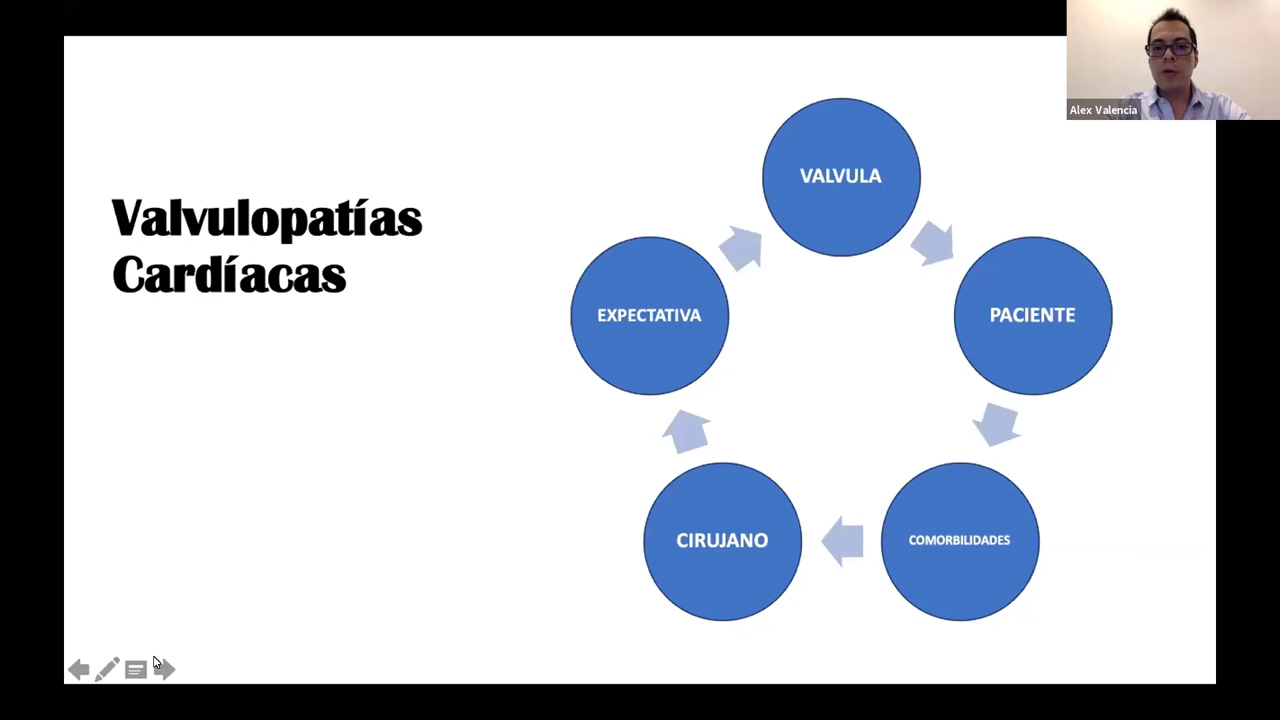 Alex Valencia
Valvulopatías
Cardíacas
VALVULA
PACIENTE
COMORBILIDADES
CIRUJANO
EXPECTATIVA